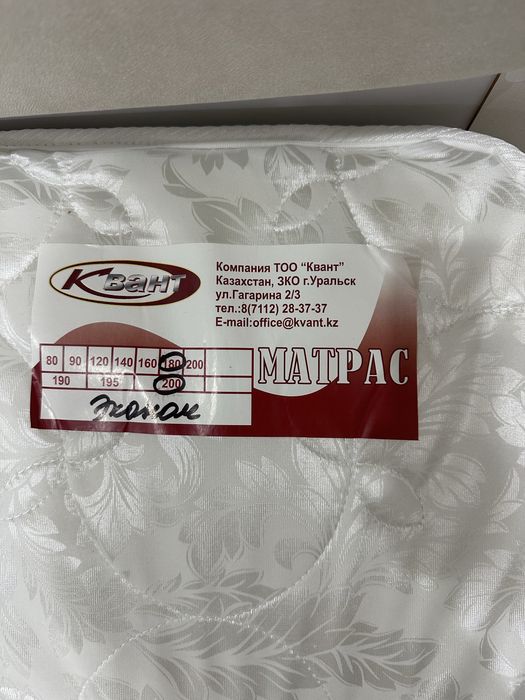 Квант
Компания ТОО “Квант”
Казахстан, ЗКО г.Уральск
ул.Гагарина 2/3
тел.:8(7112) 28-37-37
E-mail:office@kvant.kz
80 90 120 140 160 180 200
190 195 200
МАТРАС
Эконом